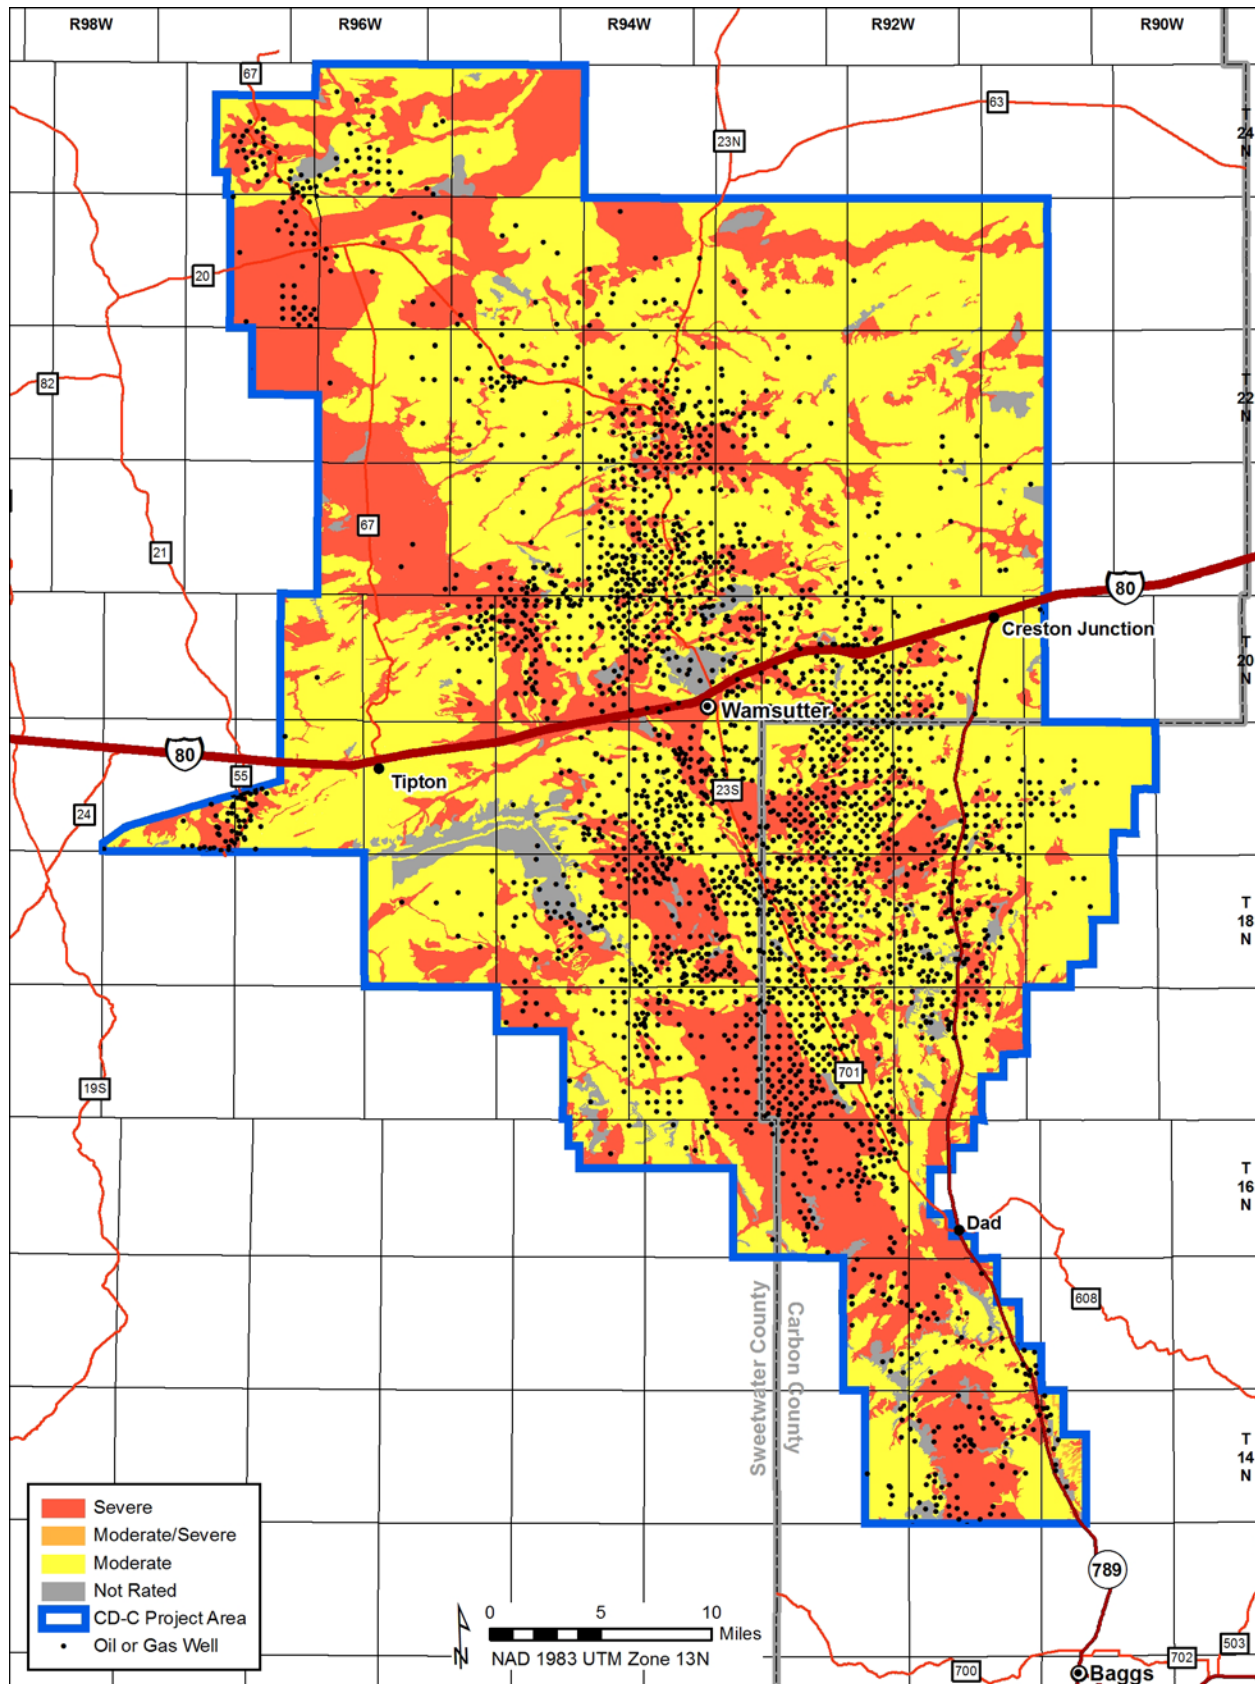 R98W
R96W
R94W
R92W
R90W
67
63
23N
T
24
N
20
82
T
22
N
67
21
80
Creston Junction
T
20
N
Wamsutter
80
55
Tipton
23S
24
T
18
N
19S
701
T
16
N
Dad
608
Sweetwater County
Carbon County
T
14
N
Severe
Moderate/Severe
Moderate
Not Rated
CD-C Project Area
Oil or Gas Well
N
0 5 10
Miles
NAD 1983 UTM Zone 13N
789
503
702
700
Baggs